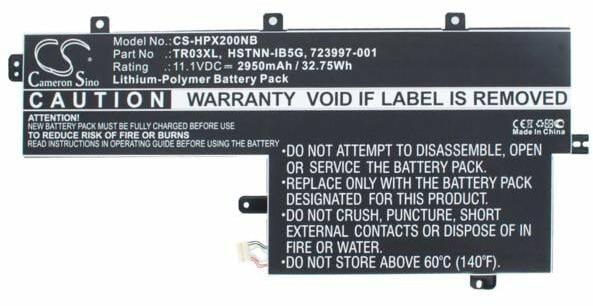 CS
Cameron Sino
Model No.: CS-HPX200NB
Part No.: TR03XL, HSTNN-IB5G, 723997-001
Rating: 11.1VDC⎓2950mAh / 32.75Wh
Lithium-Polymer Battery Pack
CAUTION WARRANTY VOID IF LABEL IS REMOVED
ATTENTION!
NEW BATTERY PACK MUST BE FULLY CHARGED BEFORE USE
TO REDUCE RISK OF FIRE OR BURNS
READ INSTRUCTIONS IN OPERATING GUIDE BEFORE USE
CE FC
Made In China
•DO NOT ATTEMPT TO DISASSEMBLE, OPEN
OR SERVICE THE BATTERY PACK.
•REPLACE ONLY WITH THE BATTERY PACK
DESIGNATED FOR THIS PRODUCT.
•DO NOT CRUSH, PUNCTURE, SHORT
EXTERNAL CONTACTS OR DISPOSE OF IN
FIRE OR WATER.
•DO NOT STORE ABOVE 60℃ (140℉).